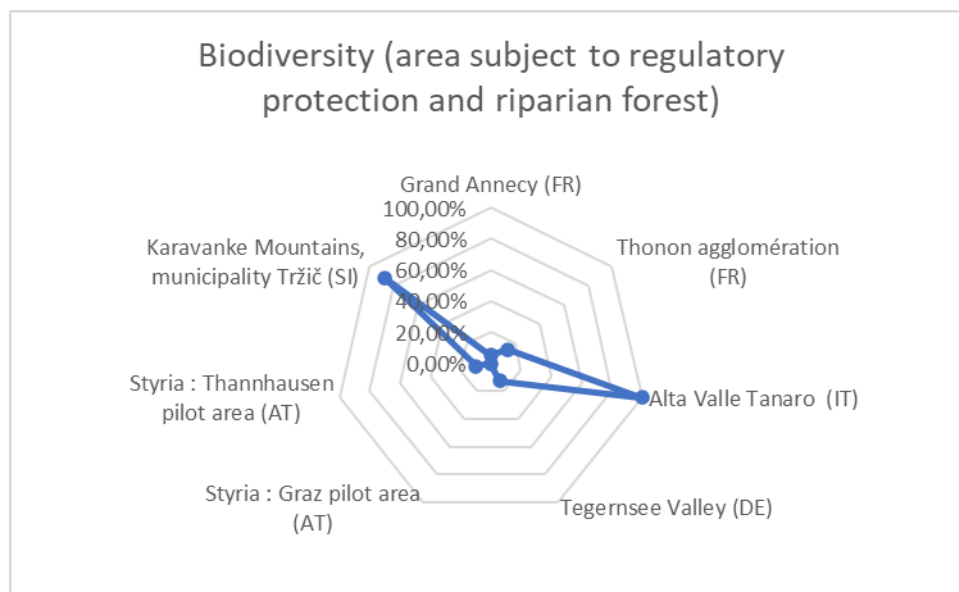 Biodiversity (area subject to regulatory
protection and riparian forest)
Grand Annecy (FR)
100,00%
80,00%
60,00%
40,00%
20,00%
0,00%
Thonon agglomération
(FR)
Alta Valle Tanaro (IT)
Tegernsee Valley (DE)
Styria : Graz pilot area
(AT)
Styria : Thannhausen
pilot area (AT)
Karavanke Mountains,
municipality Tržič (SI)